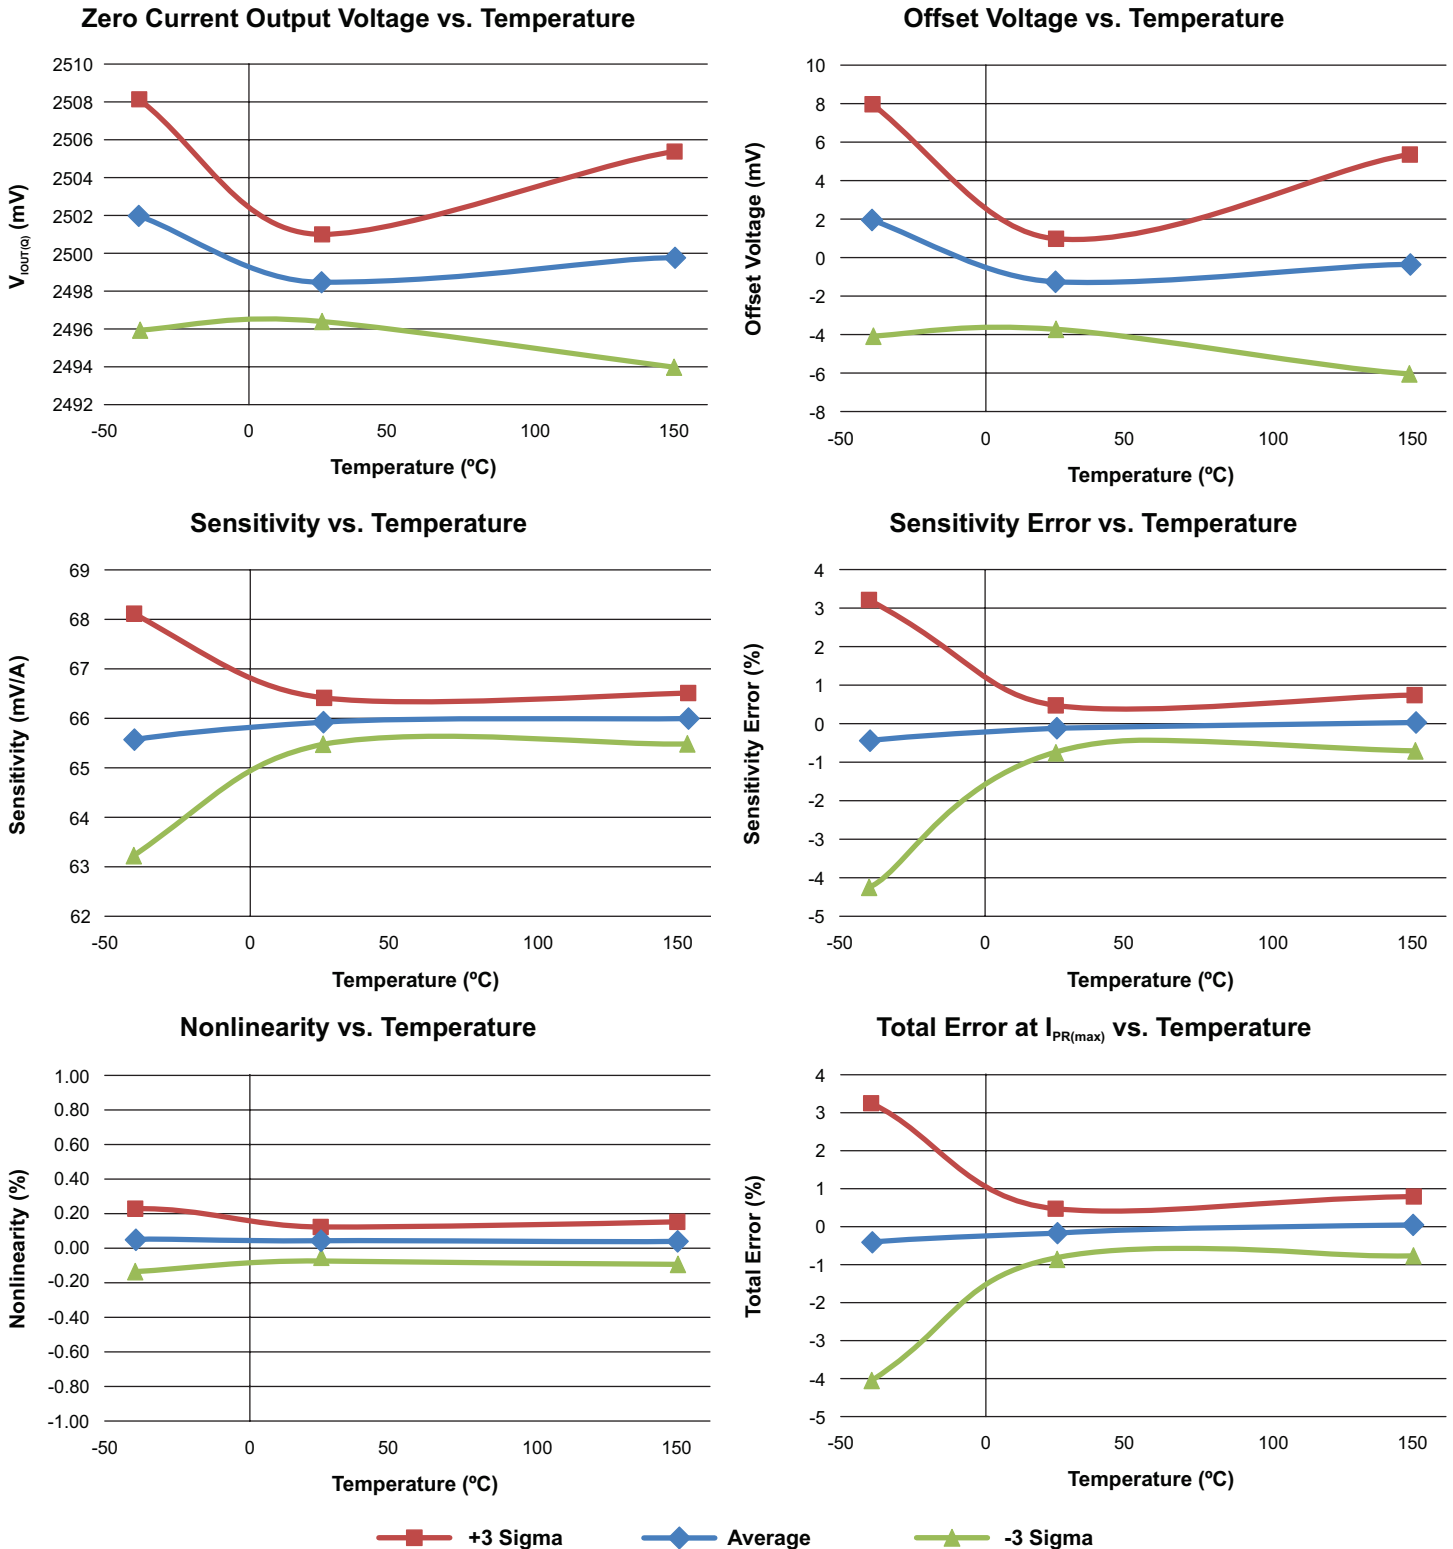 Zero Current Output Voltage vs. Temperature
2510
2508
2506
2504
2502
2500
2498
2496
2494
2492
-50 0 50 100 150
V_IOUT(Q) (mV)
Temperature (ºC)
Offset Voltage vs. Temperature
10
8
6
4
2
0
-2
-4
-6
-8
-50 0 50 100 150
Offset Voltage (mV)
Temperature (ºC)
Sensitivity vs. Temperature
69
68
67
66
65
64
63
62
-50 0 50 100 150
Sensitivity (mV/A)
Temperature (ºC)
Sensitivity Error vs. Temperature
4
3
2
1
0
-1
-2
-3
-4
-5
-50 0 50 100 150
Sensitivity Error (%)
Temperature (ºC)
Nonlinearity vs. Temperature
1.00
0.80
0.60
0.40
0.20
0.00
-0.20
-0.40
-0.60
-0.80
-1.00
-50 0 50 100 150
Nonlinearity (%)
Temperature (ºC)
Total Error at I_PR(max) vs. Temperature
4
3
2
1
0
-1
-2
-3
-4
-5
-50 0 50 100 150
Total Error (%)
Temperature (ºC)
+3 Sigma Average -3 Sigma